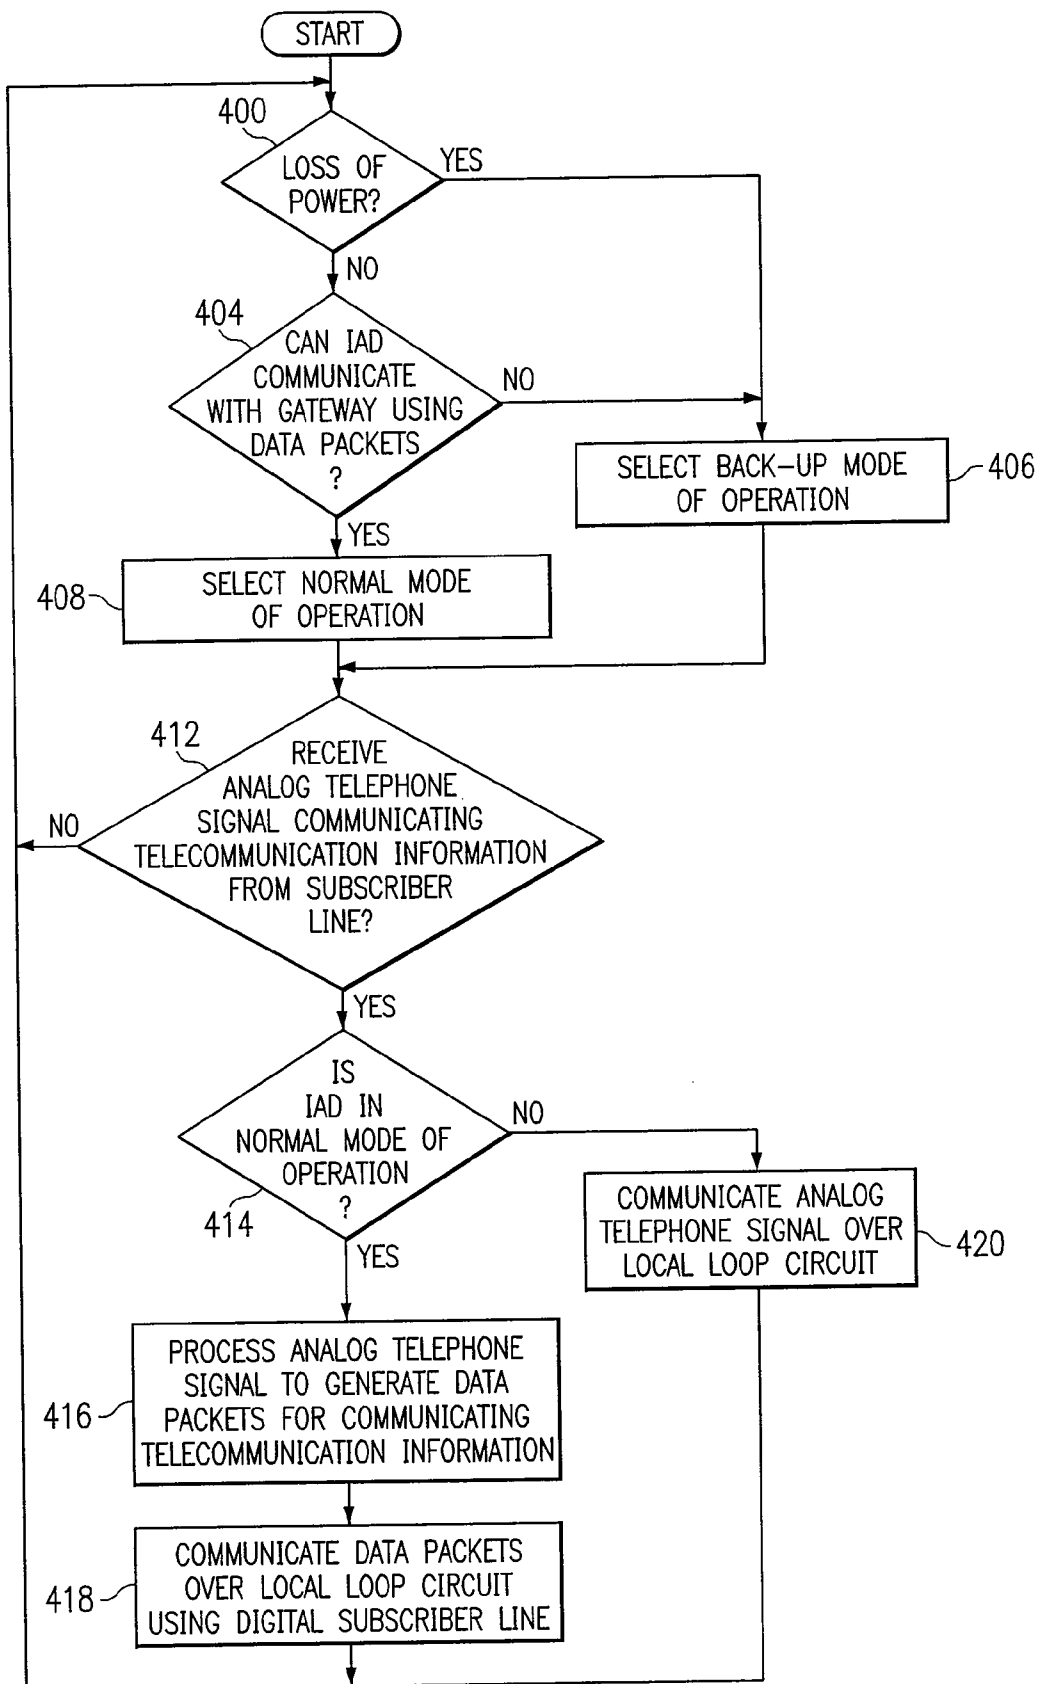 START
400
LOSS OF
POWER?
YES
NO
404
CAN IAD
COMMUNICATE
WITH GATEWAY USING
DATA PACKETS
?
NO
YES
SELECT BACK-UP MODE
OF OPERATION
406
408
SELECT NORMAL MODE
OF OPERATION
412
RECEIVE
ANALOG TELEPHONE
SIGNAL COMMUNICATING
TELECOMMUNICATION INFORMATION
FROM SUBSCRIBER
LINE?
NO
YES
IS
IAD IN
NORMAL MODE OF
OPERATION
?
414
NO
YES
COMMUNICATE ANALOG
TELEPHONE SIGNAL OVER
LOCAL LOOP CIRCUIT
420
PROCESS ANALOG TELEPHONE
SIGNAL TO GENERATE DATA
PACKETS FOR COMMUNICATING
TELECOMMUNICATION INFORMATION
416
COMMUNICATE DATA PACKETS
OVER LOCAL LOOP CIRCUIT
USING DIGITAL SUBSCRIBER LINE
418